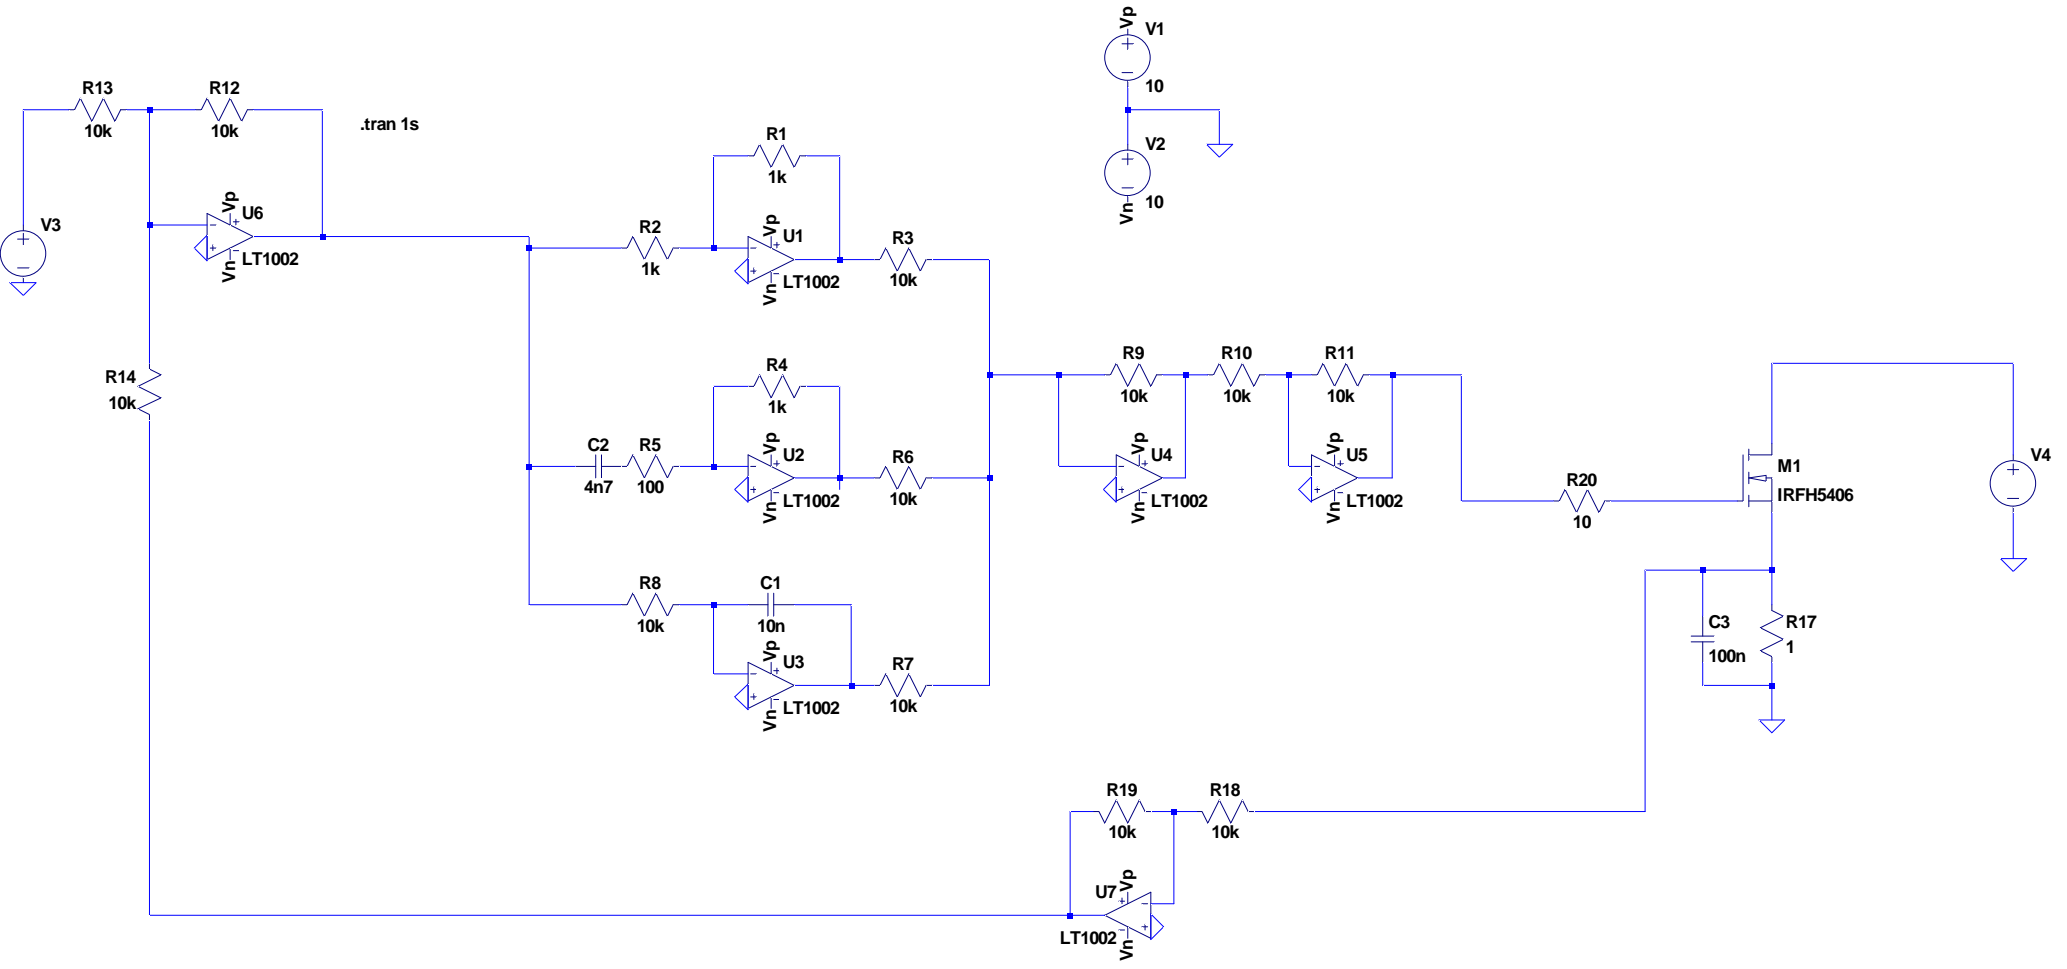 Vp
V1
10
V2
Vn
10
R13
10k
R12
10k
.tran 1s
V3
Vp
U6
Vn
LT1002
R1
1k
R2
1k
Vp
U1
Vn
LT1002
R3
10k
R14
10k
R4
1k
C2
4n7
R5
100
Vp
U2
Vn
LT1002
R6
10k
R9
10k
R10
10k
R11
10k
Vp
U4
Vn
LT1002
Vp
U5
Vn
LT1002
R20
10
M1
IRFH5406
V4
R8
10k
C1
10n
Vp
U3
Vn
LT1002
R7
10k
C3
100n
R17
1
R19
10k
R18
10k
U7
Vp
LT1002
Vn